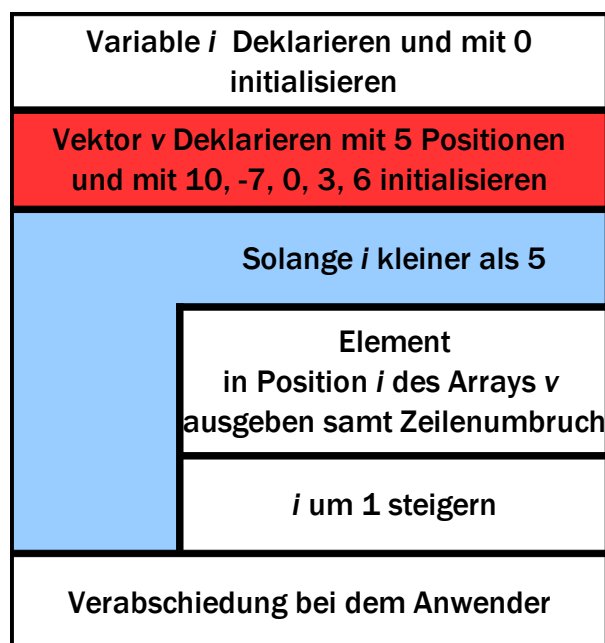 Variable i Deklarieren und mit 0
initialisieren
Vektor v Deklarieren mit 5 Positionen
und mit 10, -7, 0, 3, 6 initialisieren
Solange i kleiner als 5
Element
in Position i des Arrays v
ausgeben samt Zeilenumbruch
i um 1 steigern
Verabschiedung bei dem Anwender